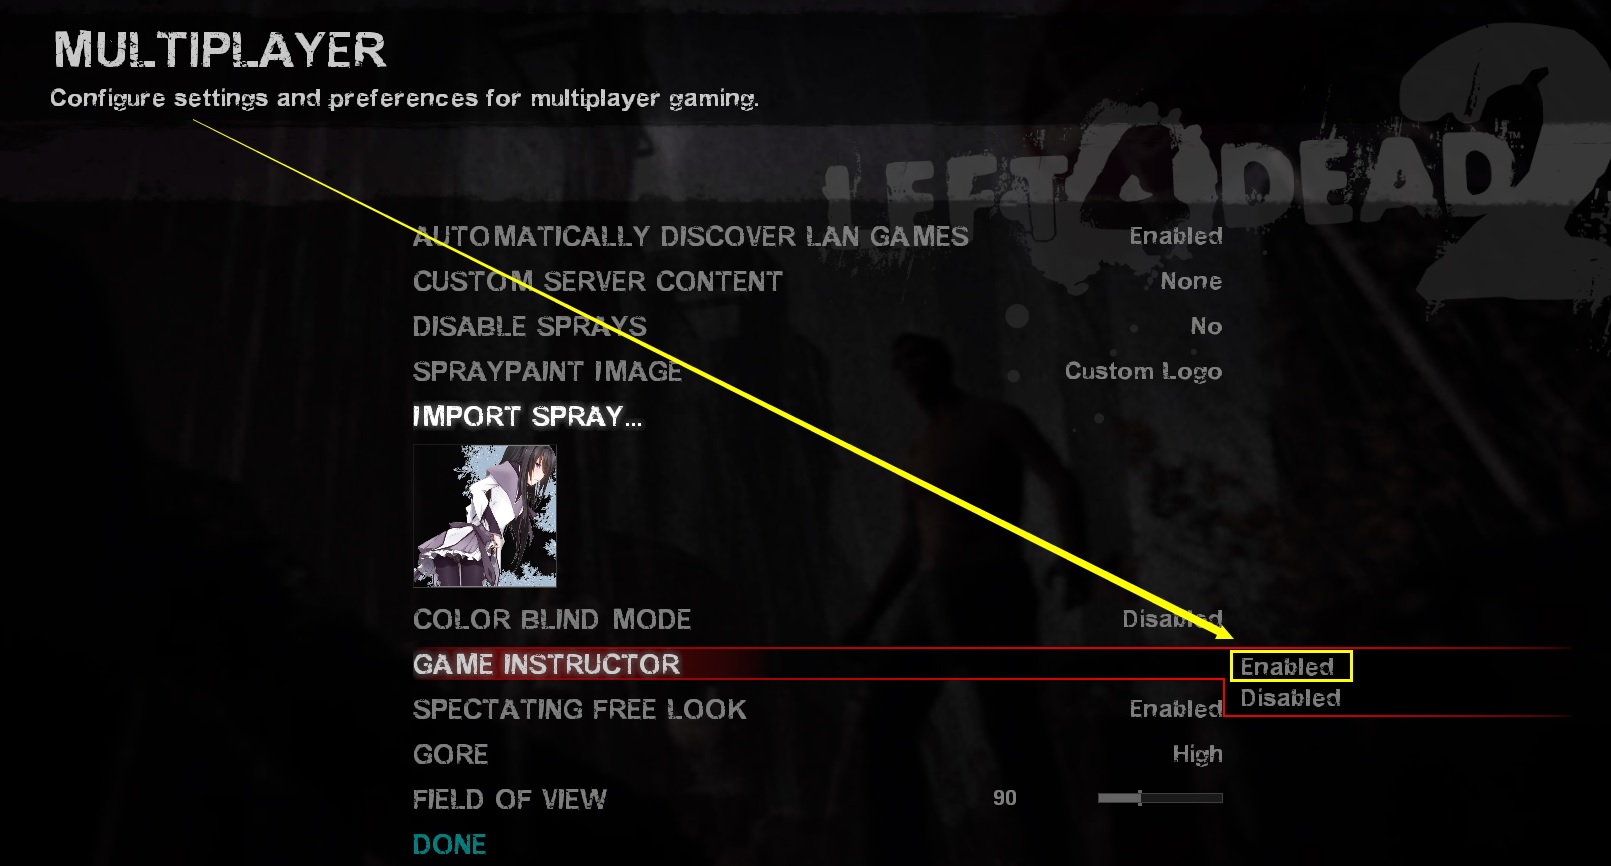 MULTIPLAYER
Configure settings and preferences for multiplayer gaming.
LEFT 4 DEAD 2 ™
AUTOMATICALLY DISCOVER LAN GAMES Enabled
CUSTOM SERVER CONTENT None
DISABLE SPRAYS No
SPRAYPAINT IMAGE Custom Logo
IMPORT SPRAY...
COLOR BLIND MODE Disabled
GAME INSTRUCTOR Enabled
Disabled
SPECTATING FREE LOOK Enabled
GORE High
FIELD OF VIEW 90
DONE